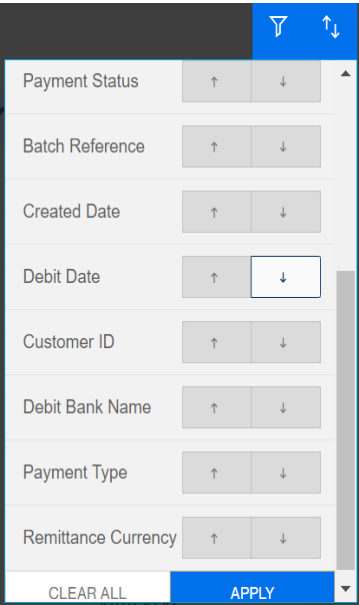 Payment Status
Batch Reference
Created Date
Debit Date
Customer ID
Debit Bank Name
Payment Type
Remittance Currency
CLEAR ALL APPLY